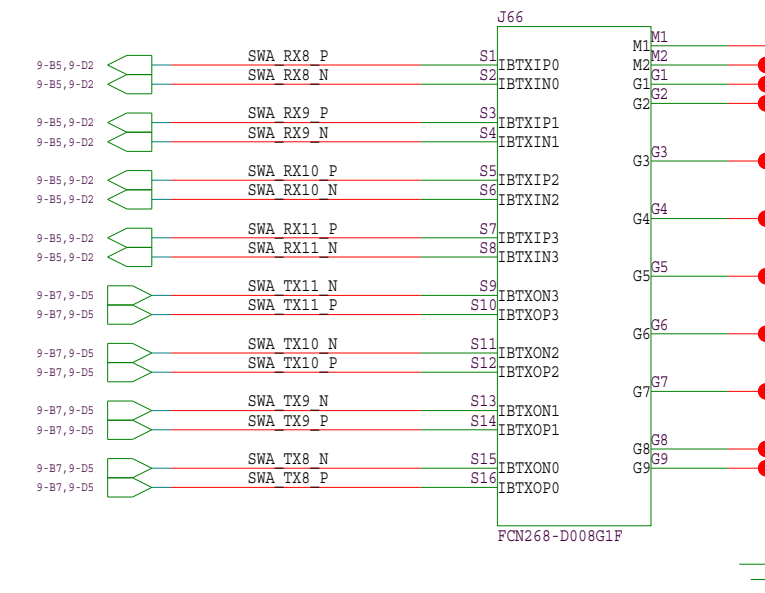 J66
9-B5,9-D2 SWA_RX8_P S1 IBTXIP0 M1 M1
9-B5,9-D2 SWA_RX8_N S2 IBTXIN0 M2 M2
G1 G1
G2 G2
9-B5,9-D2 SWA_RX9_P S3 IBTXIP1
9-B5,9-D2 SWA_RX9_N S4 IBTXIN1
G3 G3
9-B5,9-D2 SWA_RX10_P S5 IBTXIP2
9-B5,9-D2 SWA_RX10_N S6 IBTXIN2
G4 G4
9-B5,9-D2 SWA_RX11_P S7 IBTXIP3
9-B5,9-D2 SWA_RX11_N S8 IBTXIN3
G5 G5
9-B7,9-D5 SWA_TX11_N S9 IBTXON3
9-B7,9-D5 SWA_TX11_P S10 IBTXOP3
G6 G6
9-B7,9-D5 SWA_TX10_N S11 IBTXON2
9-B7,9-D5 SWA_TX10_P S12 IBTXOP2
G7 G7
9-B7,9-D5 SWA_TX9_N S13 IBTXON1
9-B7,9-D5 SWA_TX9_P S14 IBTXOP1
G8 G8
9-B7,9-D5 SWA_TX8_N S15 IBTXON0 G9 G9
9-B7,9-D5 SWA_TX8_P S16 IBTXOP0
FCN268-D008G1F